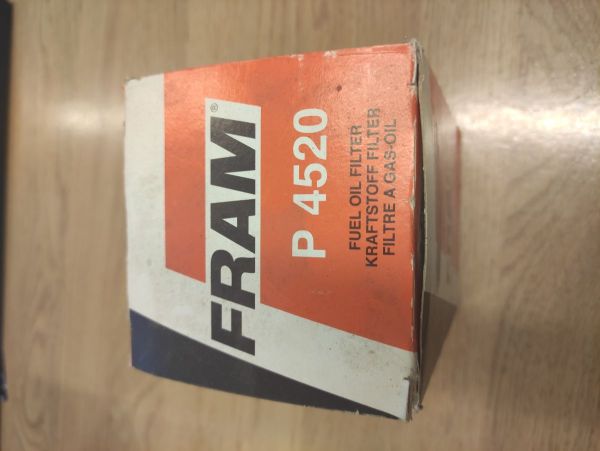 FRAM®
P 4520
FUEL OIL FILTER
KRAFTSTOFF FILTER
FILTRE A GAS-OIL